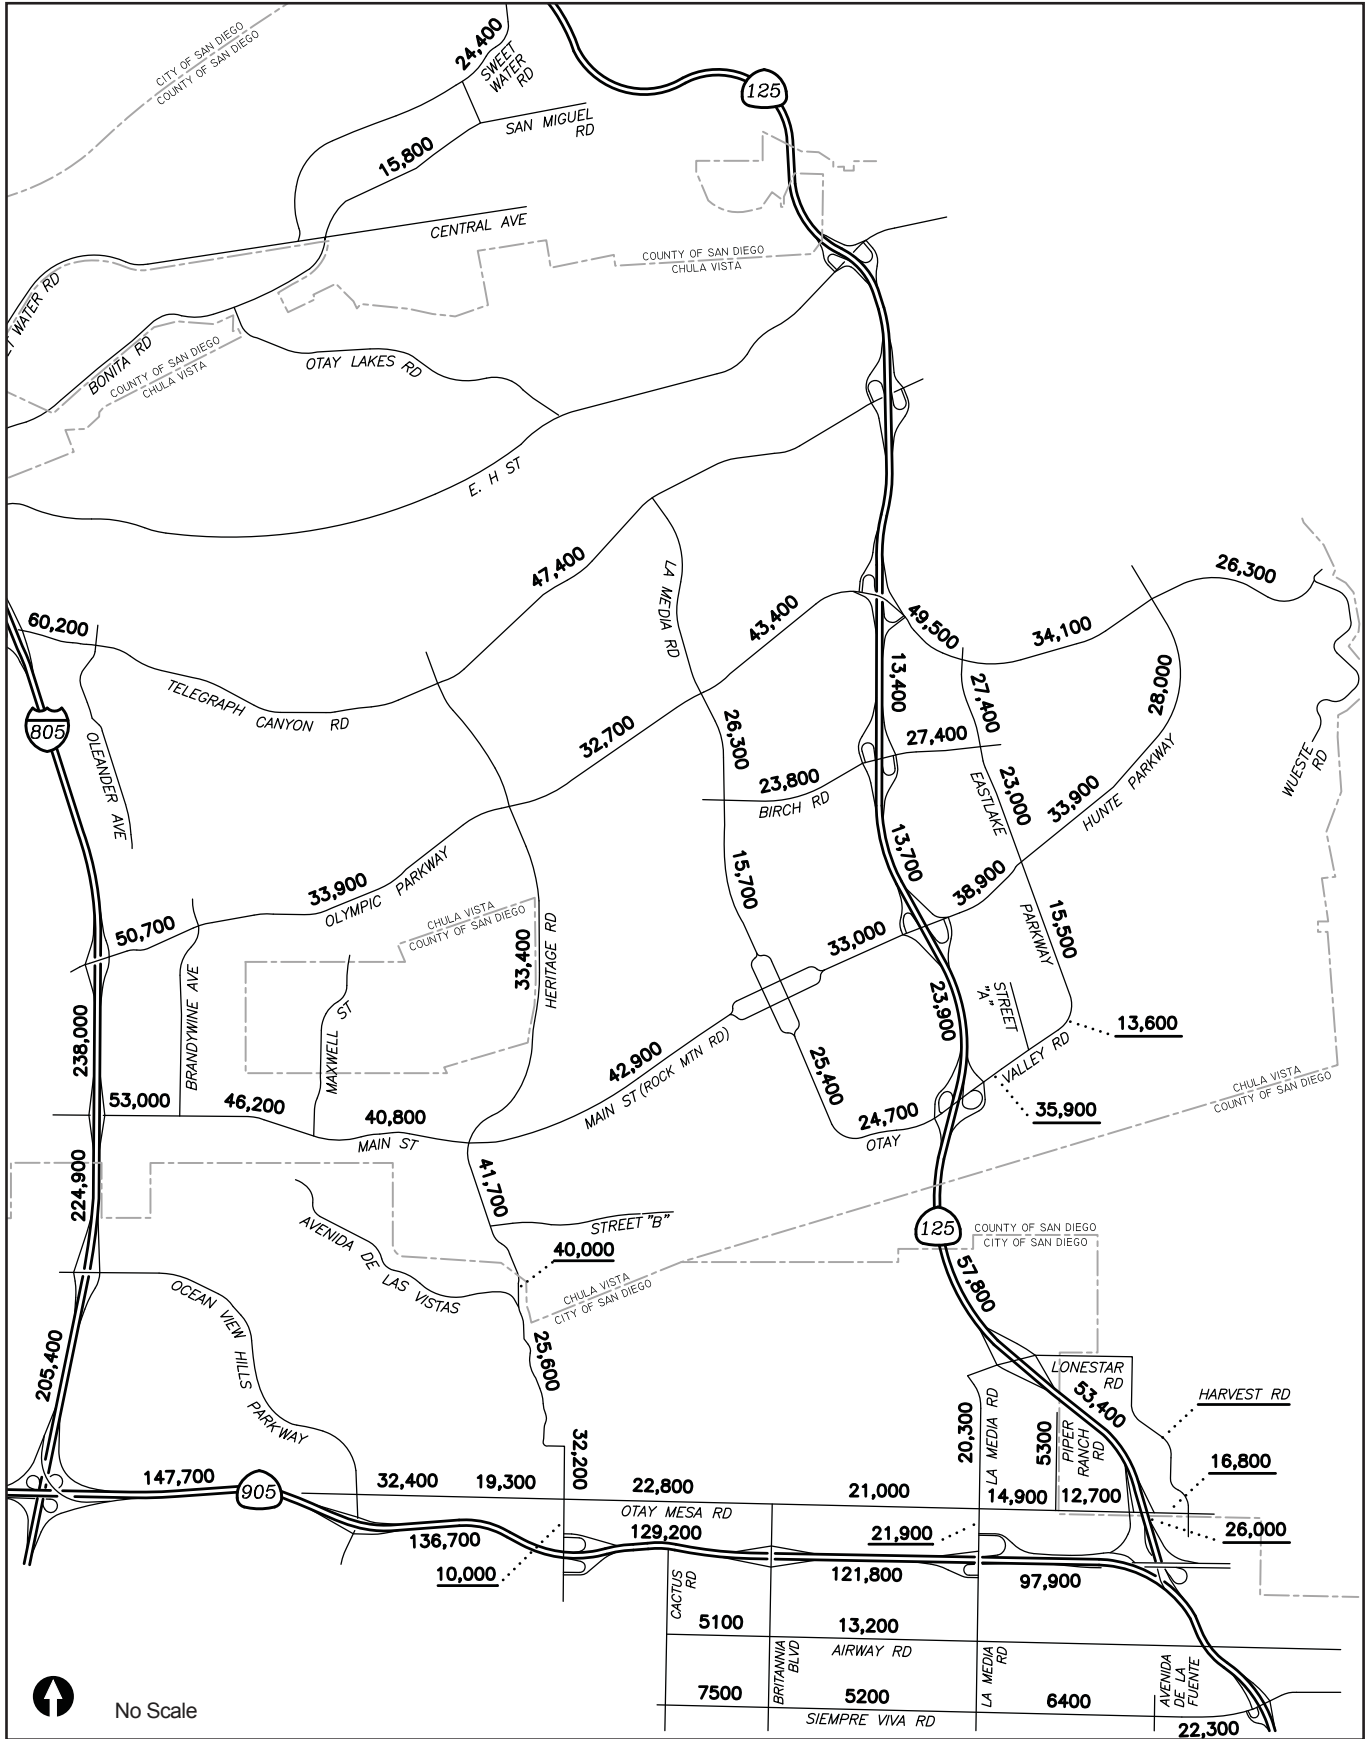 CITY OF SAN DIEGO
COUNTY OF SAN DIEGO
24,400
SWEET
WATER
RD
125
SAN MIGUEL
RD
15,800
CENTRAL AVE
COUNTY OF SAN DIEGO
CHULA VISTA
ET WATER RD
BONITA RD
COUNTY OF SAN DIEGO
CHULA VISTA
OTAY LAKES RD
E. H ST
47,400
LA MEDIA RD
43,400
49,500
34,100
26,300
60,200
TELEGRAPH CANYON RD
805
OLEANDER AVE
32,700
26,300
13,400
27,400
28,000
27,400
23,800
BIRCH RD
EASTLAKE
23,000
33,900
HUNTE PARKWAY
WUESTE
RD
13,700
15,700
38,900
33,900
OLYMPIC PARKWAY
50,700
CHULA VISTA
COUNTY OF SAN DIEGO
33,400
HERITAGE RD
33,000
PARKWAY
15,500
BRANDYWINE AVE
MAXWELL ST
238,000
23,900
STREET
"A"
13,600
VALLEY RD
42,900
MAIN ST (ROCK MTN RD)
25,400
53,000
46,200
40,800
MAIN ST
24,700
OTAY
35,900
CHULA VISTA
COUNTY OF SAN DIEGO
224,900
41,700
STREET "B"
AVENIDA DE LAS VISTAS
40,000
125
COUNTY OF SAN DIEGO
CITY OF SAN DIEGO
CHULA VISTA
CITY OF SAN DIEGO
57,800
OCEAN VIEW HILLS PARKWAY
205,400
25,600
LONESTAR
RD
53,400
HARVEST RD
20,300
LA MEDIA RD
5300
PIPER
RANCH
RD
16,800
147,700
905
32,400
19,300
32,200
22,800
21,000
14,900
12,700
OTAY MESA RD
136,700
129,200
21,900
26,000
10,000
121,800
97,900
CACTUS
RD
5100
13,200
AIRWAY RD
BRITANNIA
BLVD
LA MEDIA
RD
AVENIDA
DE LA
FUENTE
7500
5200
6400
SIEMPRE VIVA RD
22,300
No Scale